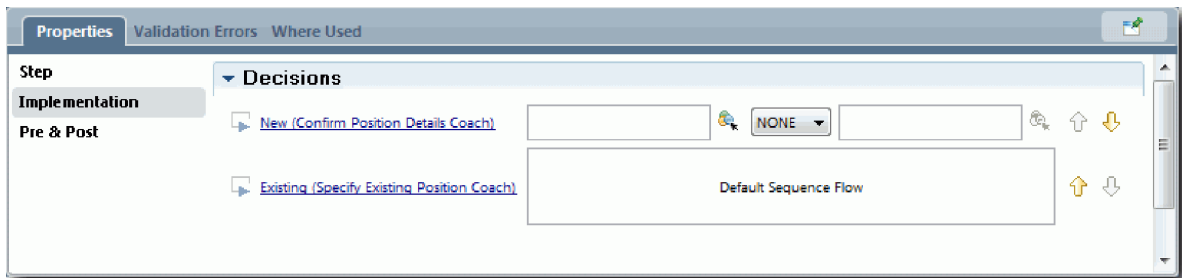 Properties Validation Errors Where Used
Step
Implementation
Pre & Post
Decisions
New (Confirm Position Details Coach) NONE
Existing (Specify Existing Position Coach) Default Sequence Flow